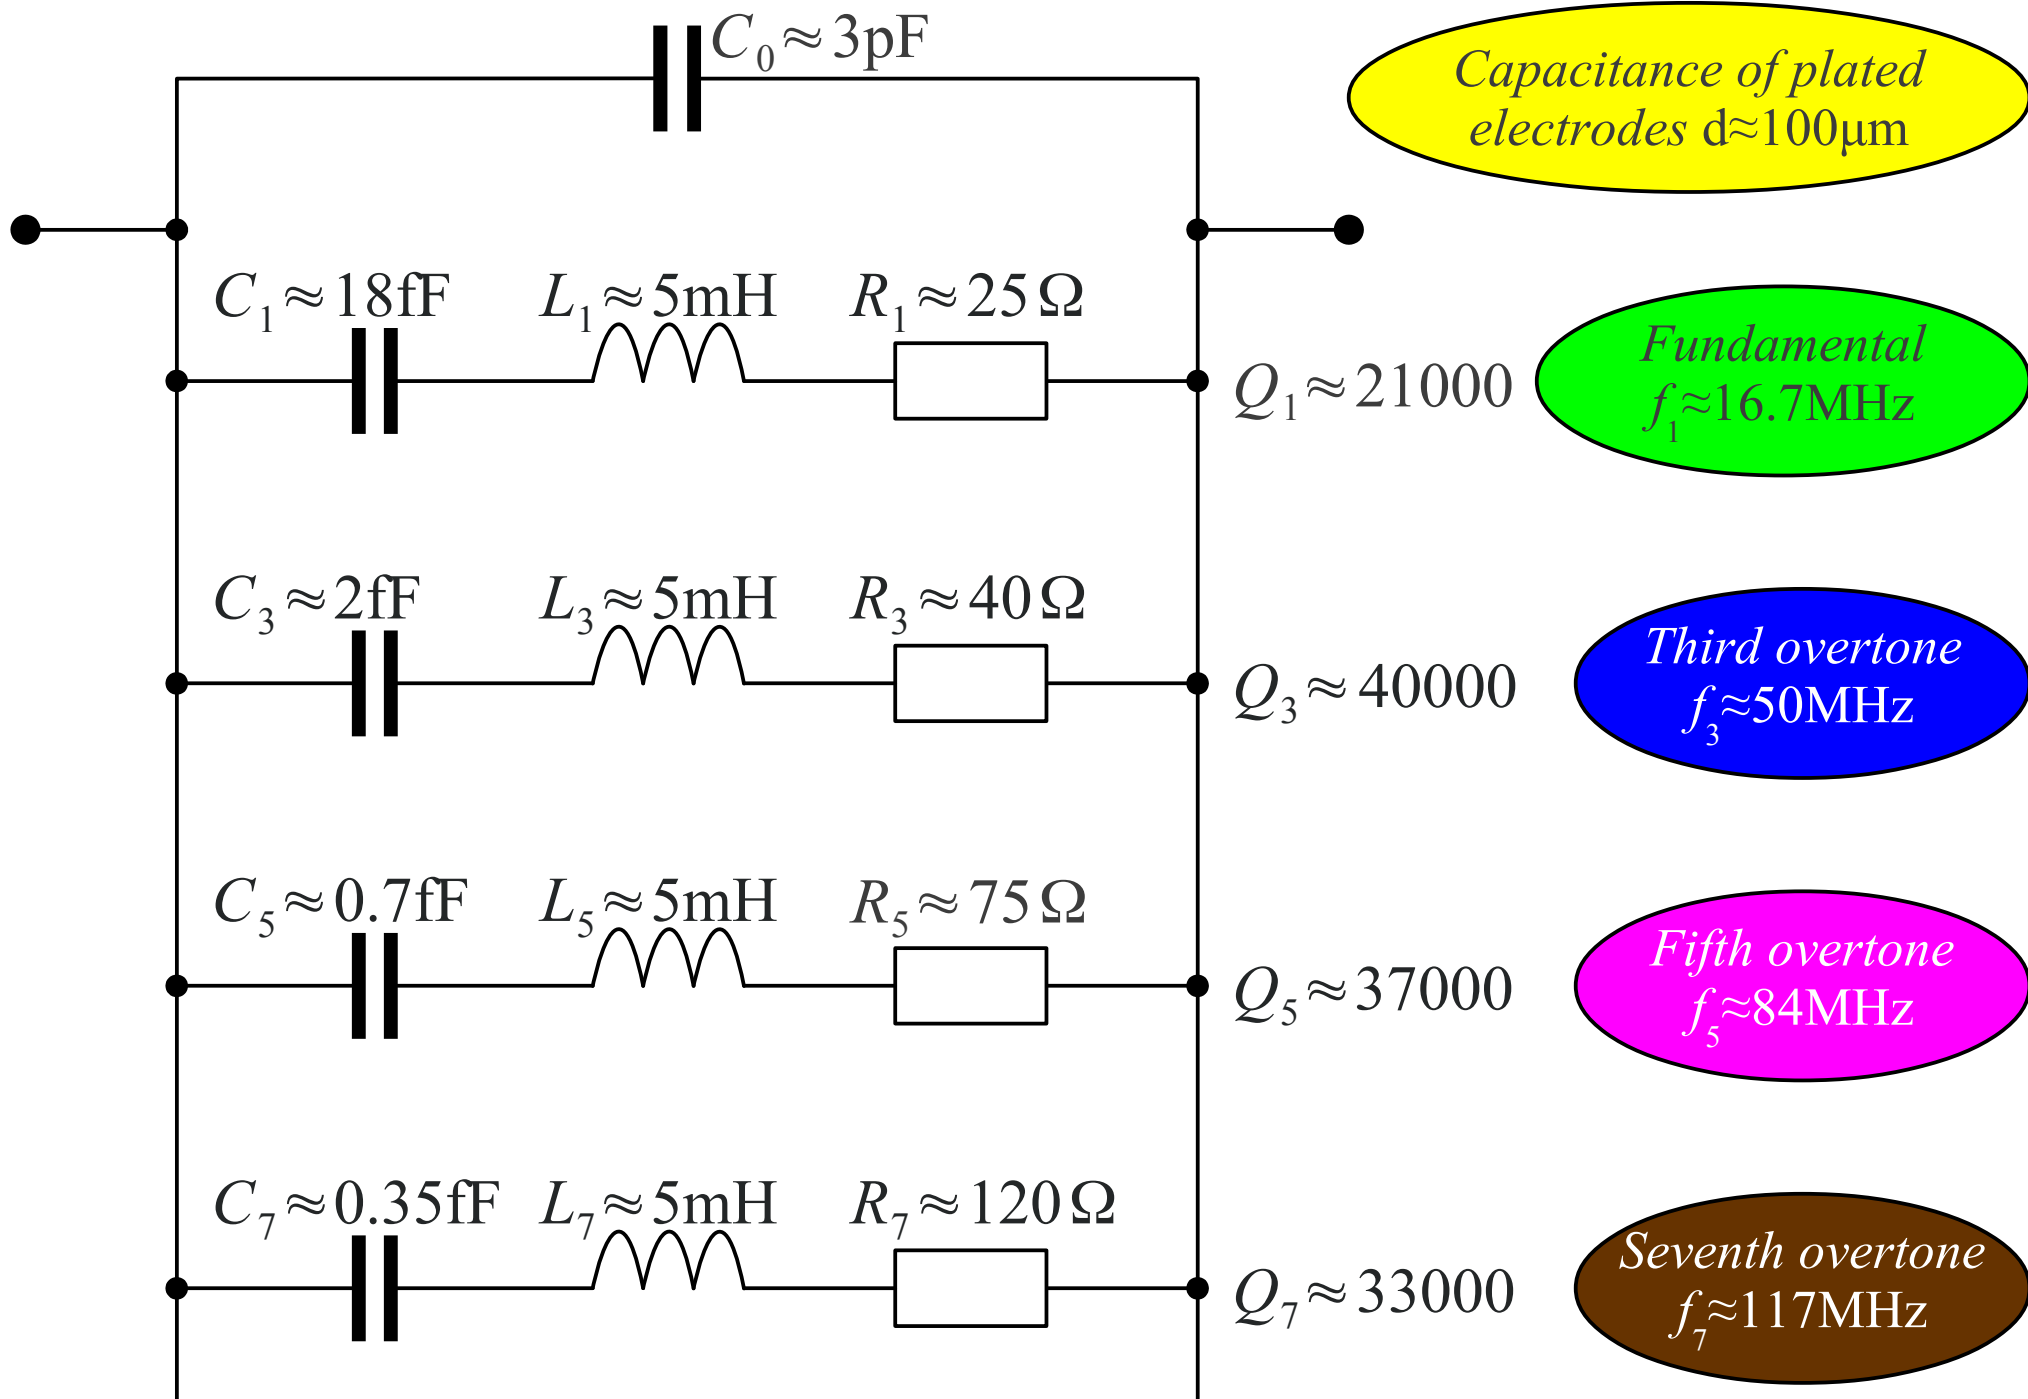 C₀≈3pF
Capacitance of plated
electrodes d≈100μm
C₁≈18fF L₁≈5mH R₁≈25Ω
Q₁≈21000
Fundamental
f₁≈16.7MHz
C₃≈2fF L₃≈5mH R₃≈40Ω
Q₃≈40000
Third overtone
f₃≈50MHz
C₅≈0.7fF L₅≈5mH R₅≈75Ω
Q₅≈37000
Fifth overtone
f₅≈84MHz
C₇≈0.35fF L₇≈5mH R₇≈120Ω
Q₇≈33000
Seventh overtone
f₇≈117MHz